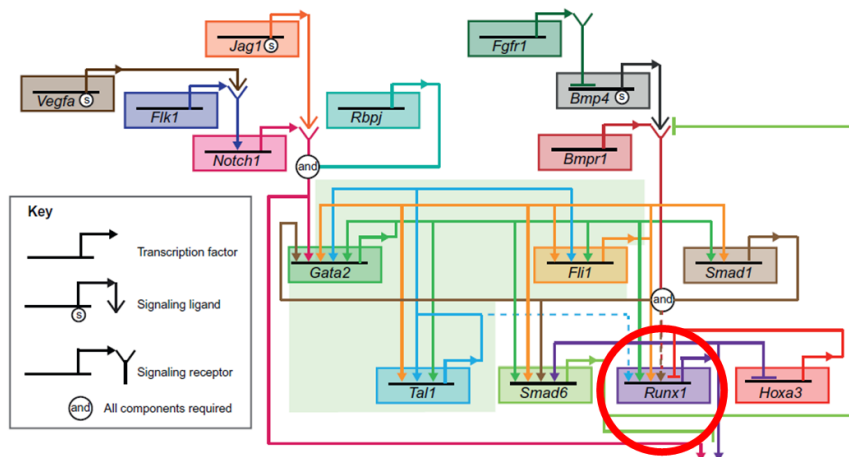 Jag1 S
Fgfr1
Vegfa S
Flk1
Rbpj
Bmp4 S
Notch1
Bmpr1
and
Key
Transcription factor
Signaling ligand
S
Signaling receptor
and All components required
Gata2
Fli1
Smad1
and
Tal1
Smad6
Runx1
Hoxa3